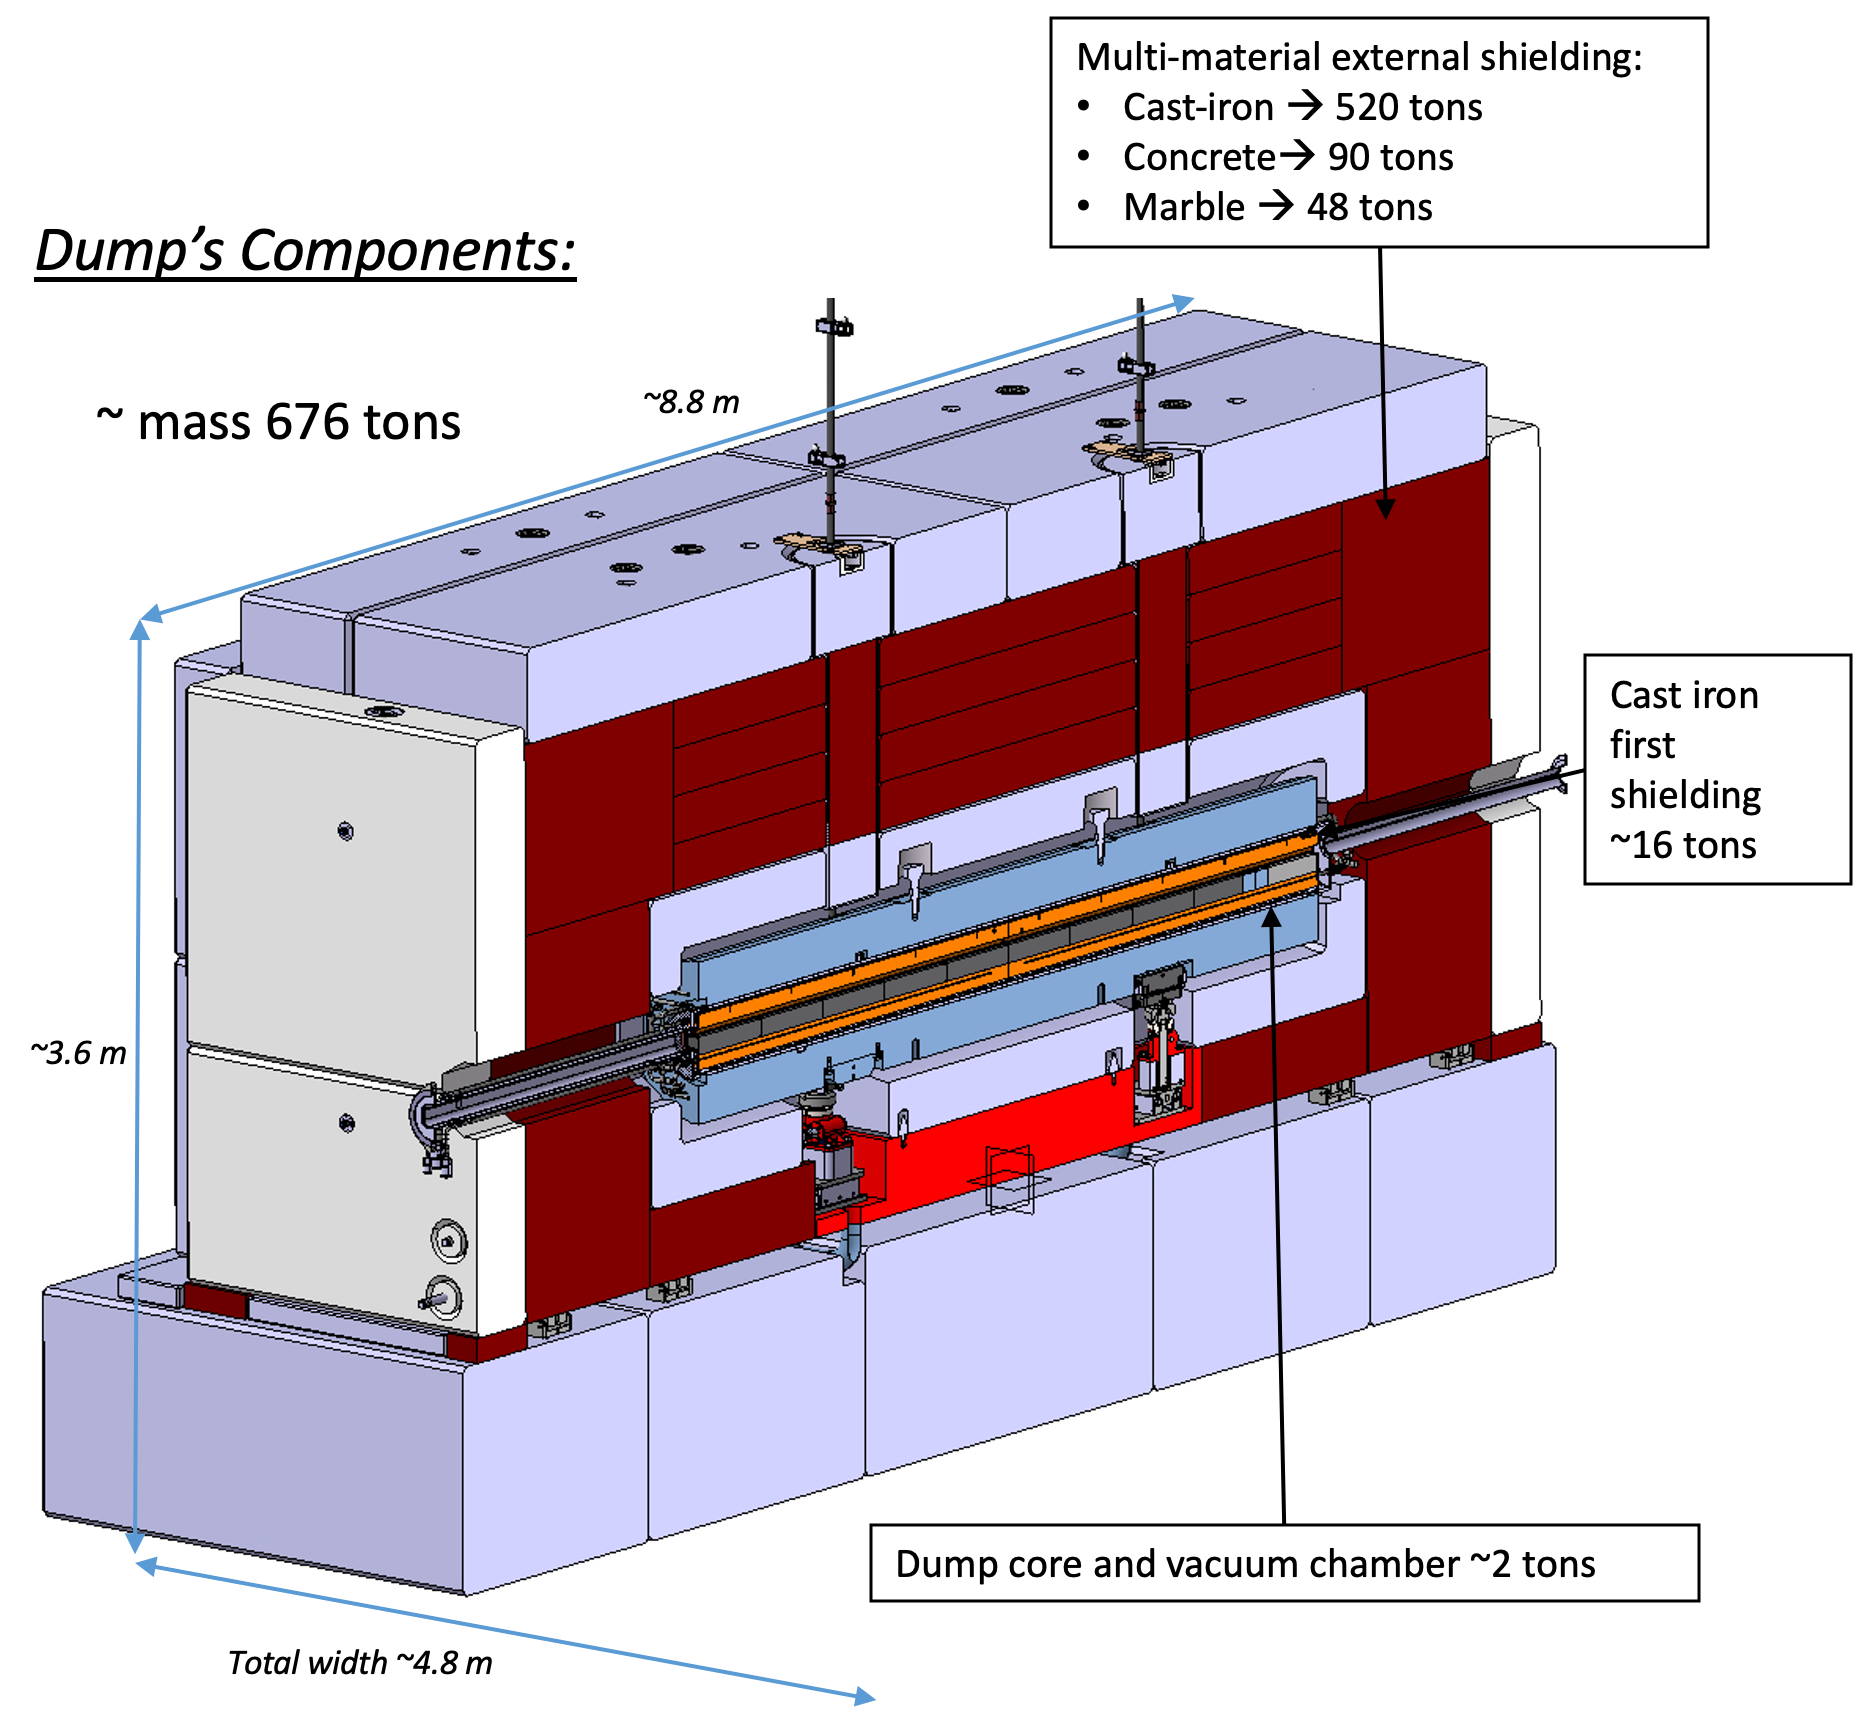 Multi-material external shielding:
• Cast-iron → 520 tons
• Concrete→ 90 tons
• Marble → 48 tons
Dump’s Components:
~8.8 m
~ mass 676 tons
Cast iron
first
shielding
~16 tons
~3.6 m
Dump core and vacuum chamber ~2 tons
Total width ~4.8 m